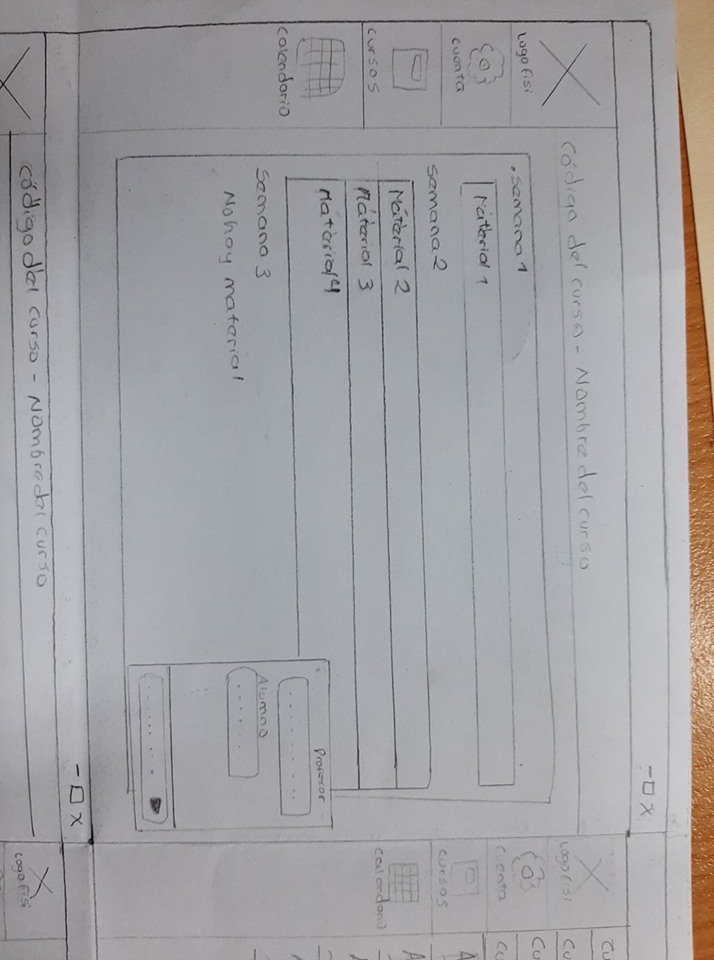 - □ X
Código del curso - Nombre del curso
Logo fisi
cuenta
cursos
calendario
. semana 1
Material 1
semana 2
Material 2
Material 3
Material 4
Semana 3
No hay material
Profesor
Alumno
Logo fisi
cuenta
cursos
calendario
Cu
Cu
Cu
Cu
A
A
- □ X
código del curso - Nombre del curso
Logo fisi